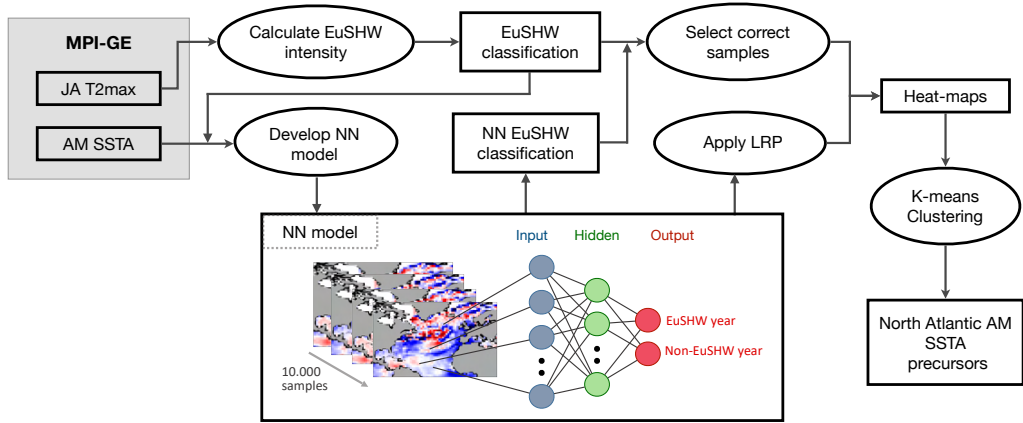 MPI-GE
JA T2max
AM SSTA
Calculate EuSHW
intensity
EuSHW
classification
Select correct
samples
Develop NN
model
NN EuSHW
classification
Apply LRP
Heat-maps
K-means
Clustering
North Atlantic AM
SSTA
precursors
NN model
Input
Hidden
Output
EuSHW year
Non-EuSHW year
10.000
samples